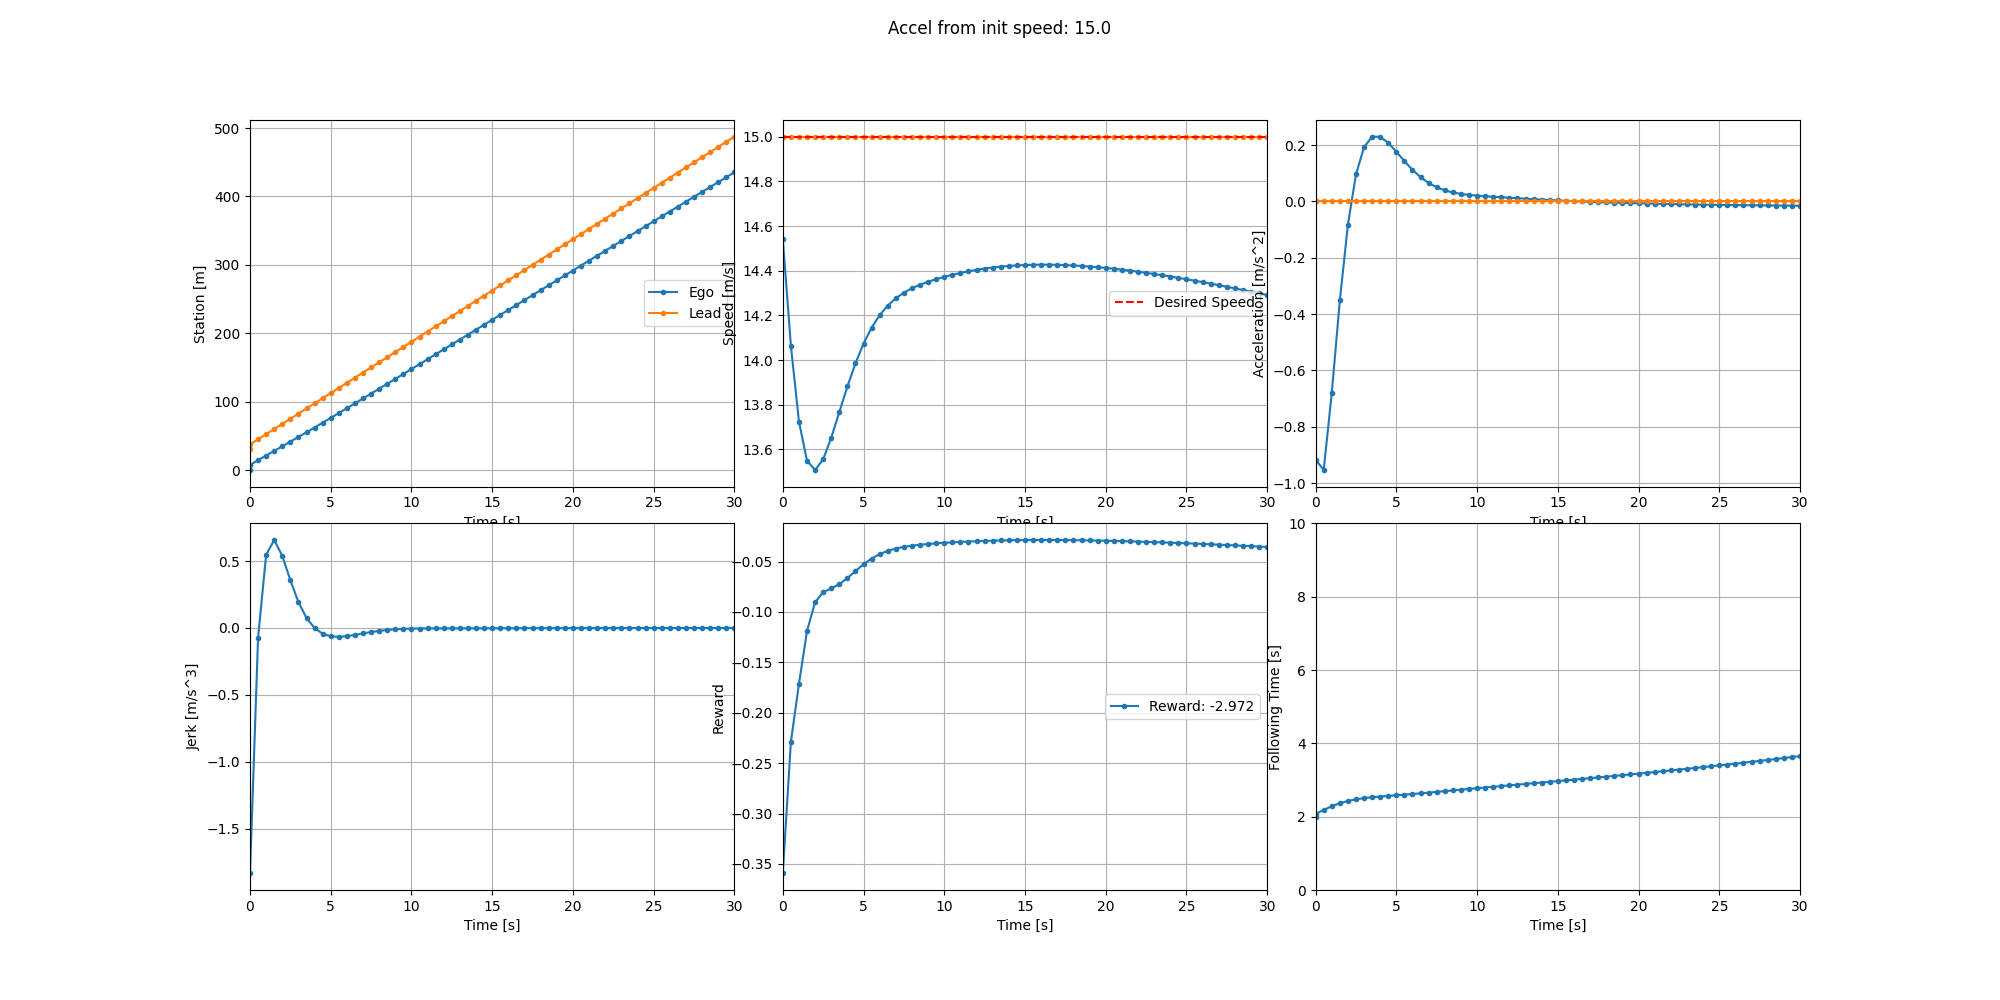 Accel from init speed: 15.0
500
400
300
200
100
0
Station [m]
0 5 10 15 20 25 30
Time [s]
Ego
Lead
15.0
14.8
14.6
14.4
14.2
14.0
13.8
13.6
Speed [m/s]
0 5 10 15 20 25 30
Time [s]
Desired Speed
0.2
0.0
−0.2
−0.4
−0.6
−0.8
−1.0
Acceleration [m/s^2]
0 5 10 15 20 25 30
Time [s]
0.5
0.0
−0.5
−1.0
−1.5
Jerk [m/s^3]
0 5 10 15 20 25 30
Time [s]
−0.05
−0.10
−0.15
−0.20
−0.25
−0.30
−0.35
Reward
0 5 10 15 20 25 30
Time [s]
Reward: -2.972
10
8
6
4
2
0
Following Time [s]
0 5 10 15 20 25 30
Time [s]